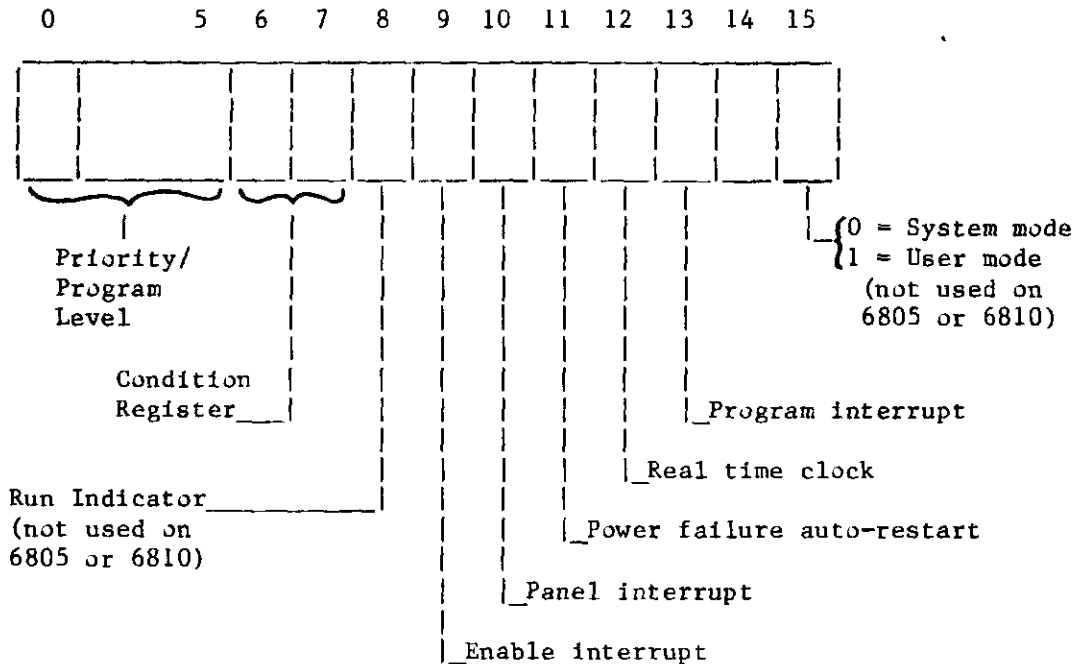 0 5 6 7 8 9 10 11 12 13 14 15
Priority/
Program
Level
0 = System mode
1 = User mode
(not used on
6805 or 6810)
Condition
Register
Program interrupt
Real time clock
Run Indicator
(not used on
6805 or 6810)
Power failure auto-restart
Panel interrupt
Enable interrupt